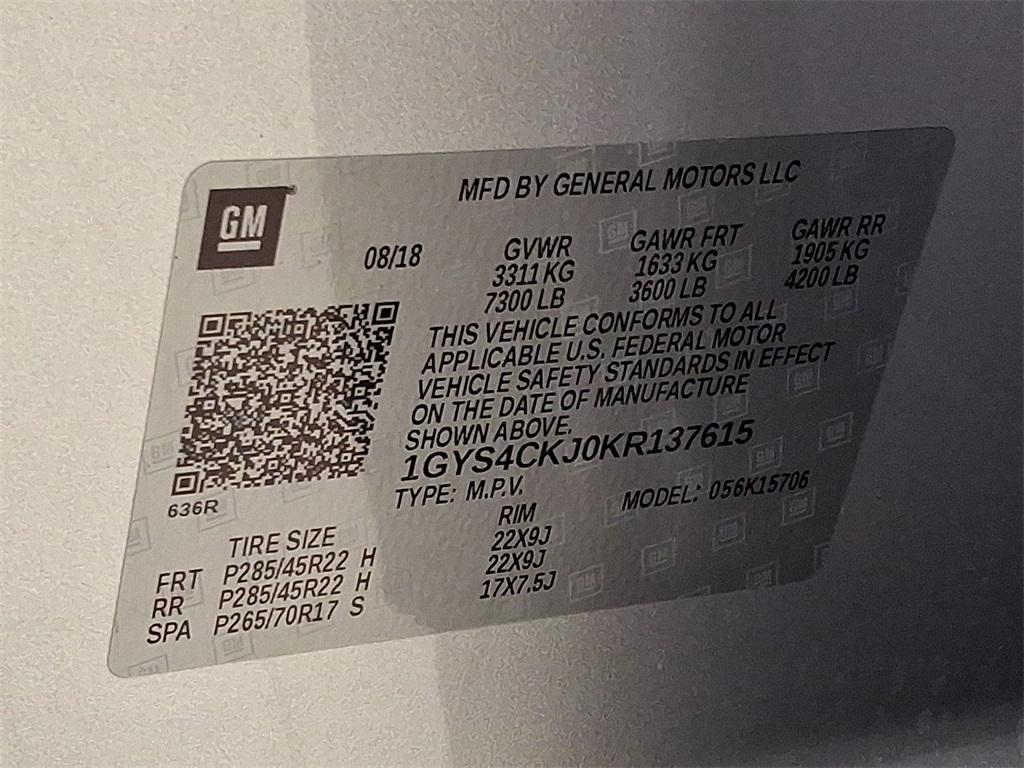 GM
MFD BY GENERAL MOTORS LLC
08/18 GVWR GAWR FRT GAWR RR
3311 KG 1633 KG 1905 KG
7300 LB 3600 LB 4200 LB
THIS VEHICLE CONFORMS TO ALL
APPLICABLE U.S. FEDERAL MOTOR
VEHICLE SAFETY STANDARDS IN EFFECT
ON THE DATE OF MANUFACTURE
SHOWN ABOVE.
1GYS4CKJ0KR137615
636R
TYPE: M.P.V. MODEL: 056K15706
TIRE SIZE RIM
FRT P285/45R22 H 22X9J
RR P285/45R22 H 22X9J
SPA P265/70R17 S 17X7.5J